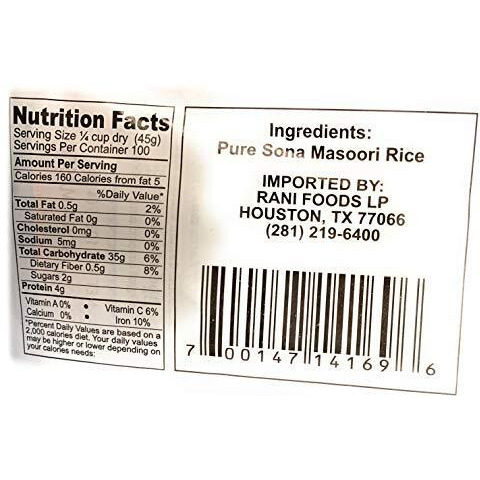 Nutrition Facts
Serving Size ¼ cup dry (45g)
Servings Per Container 100
Amount Per Serving
Calories 160 Calories from fat 5
%Daily Value*
Total Fat 0.5g 2%
Saturated Fat 0g 0%
Cholesterol 0mg 0%
Sodium 5mg 0%
Total Carbohydrate 35g 6%
Dietary Fiber 0.5g 8%
Sugars 2g
Protein 4g
Vitamin A 0% • Vitamin C 6%
Calcium 0% • Iron 10%
*Percent Daily Values are based on a
2,000 calories diet. Your daily values
may be higher or lower depending on
your calories needs:
Ingredients:
Pure Sona Masoori Rice
IMPORTED BY:
RANI FOODS LP
HOUSTON, TX 77066
(281) 219-6400
7 00147 14169 6